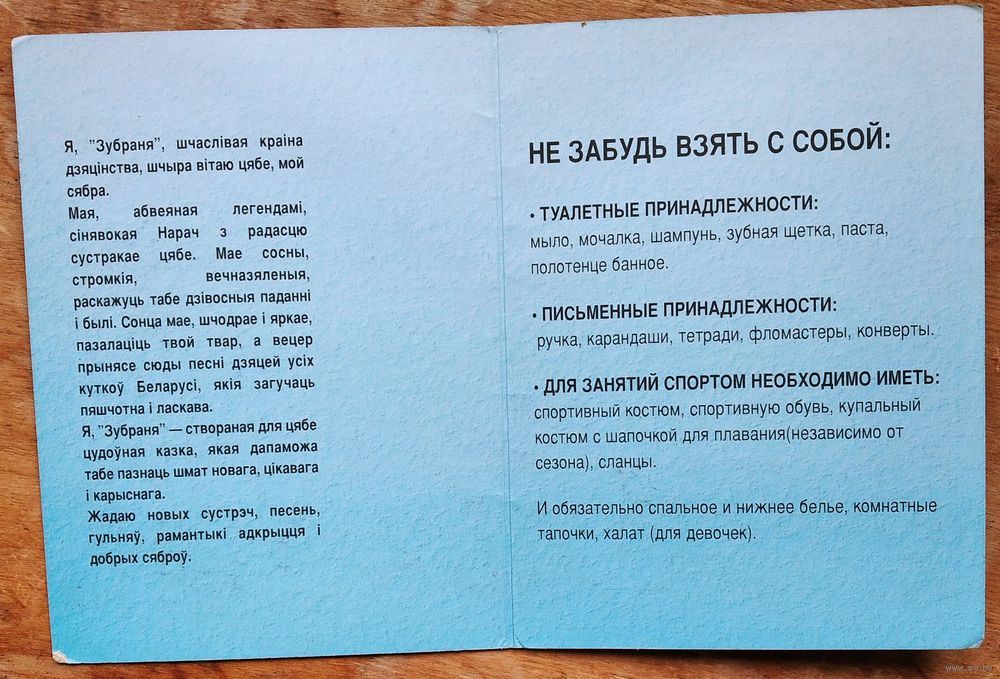 Я, "Зубраня", шчаслівая краіна
дзяцінства, шчыра вітаю цябе, мой
сябра.
Мая, абвеяная легендамі,
сінявокая Нарач з радасцю
сустракае цябе. Мае сосны,
стромкія, вечназяленыя,
раскажуць табе дзівосныя паданні
і былі. Сонца мае, шчодрае і яркае,
пазалаціць твой твар, а вецер
прынясе сюды песні дзяцей усіх
куткоў Беларусі, якія загучаць
пяшчотна і ласкава.
Я, "Зубраня" — створаная для цябе
цудоўная казка, якая дапаможа
табе пазнаць шмат новага, цікавага
і карыснага.
Жадаю новых сустрэч, песень,
гульняў, рамантыкі адкрыцця і
добрых сяброў.
НЕ ЗАБУДЬ ВЗЯТЬ С СОБОЙ:
• ТУАЛЕТНЫЕ ПРИНАДЛЕЖНОСТИ:
мыло, мочалка, шампунь, зубная щетка, паста,
полотенце банное.
• ПИСЬМЕННЫЕ ПРИНАДЛЕЖНОСТИ:
ручка, карандаши, тетради, фломастеры, конверты.
• ДЛЯ ЗАНЯТИЙ СПОРТОМ НЕОБХОДИМО ИМЕТЬ:
спортивный костюм, спортивную обувь, купальный
костюм с шапочкой для плавания(независимо от
сезона), сланцы.
И обязательно спальное и нижнее белье, комнатные
тапочки, халат (для девочек).
www.ay.by